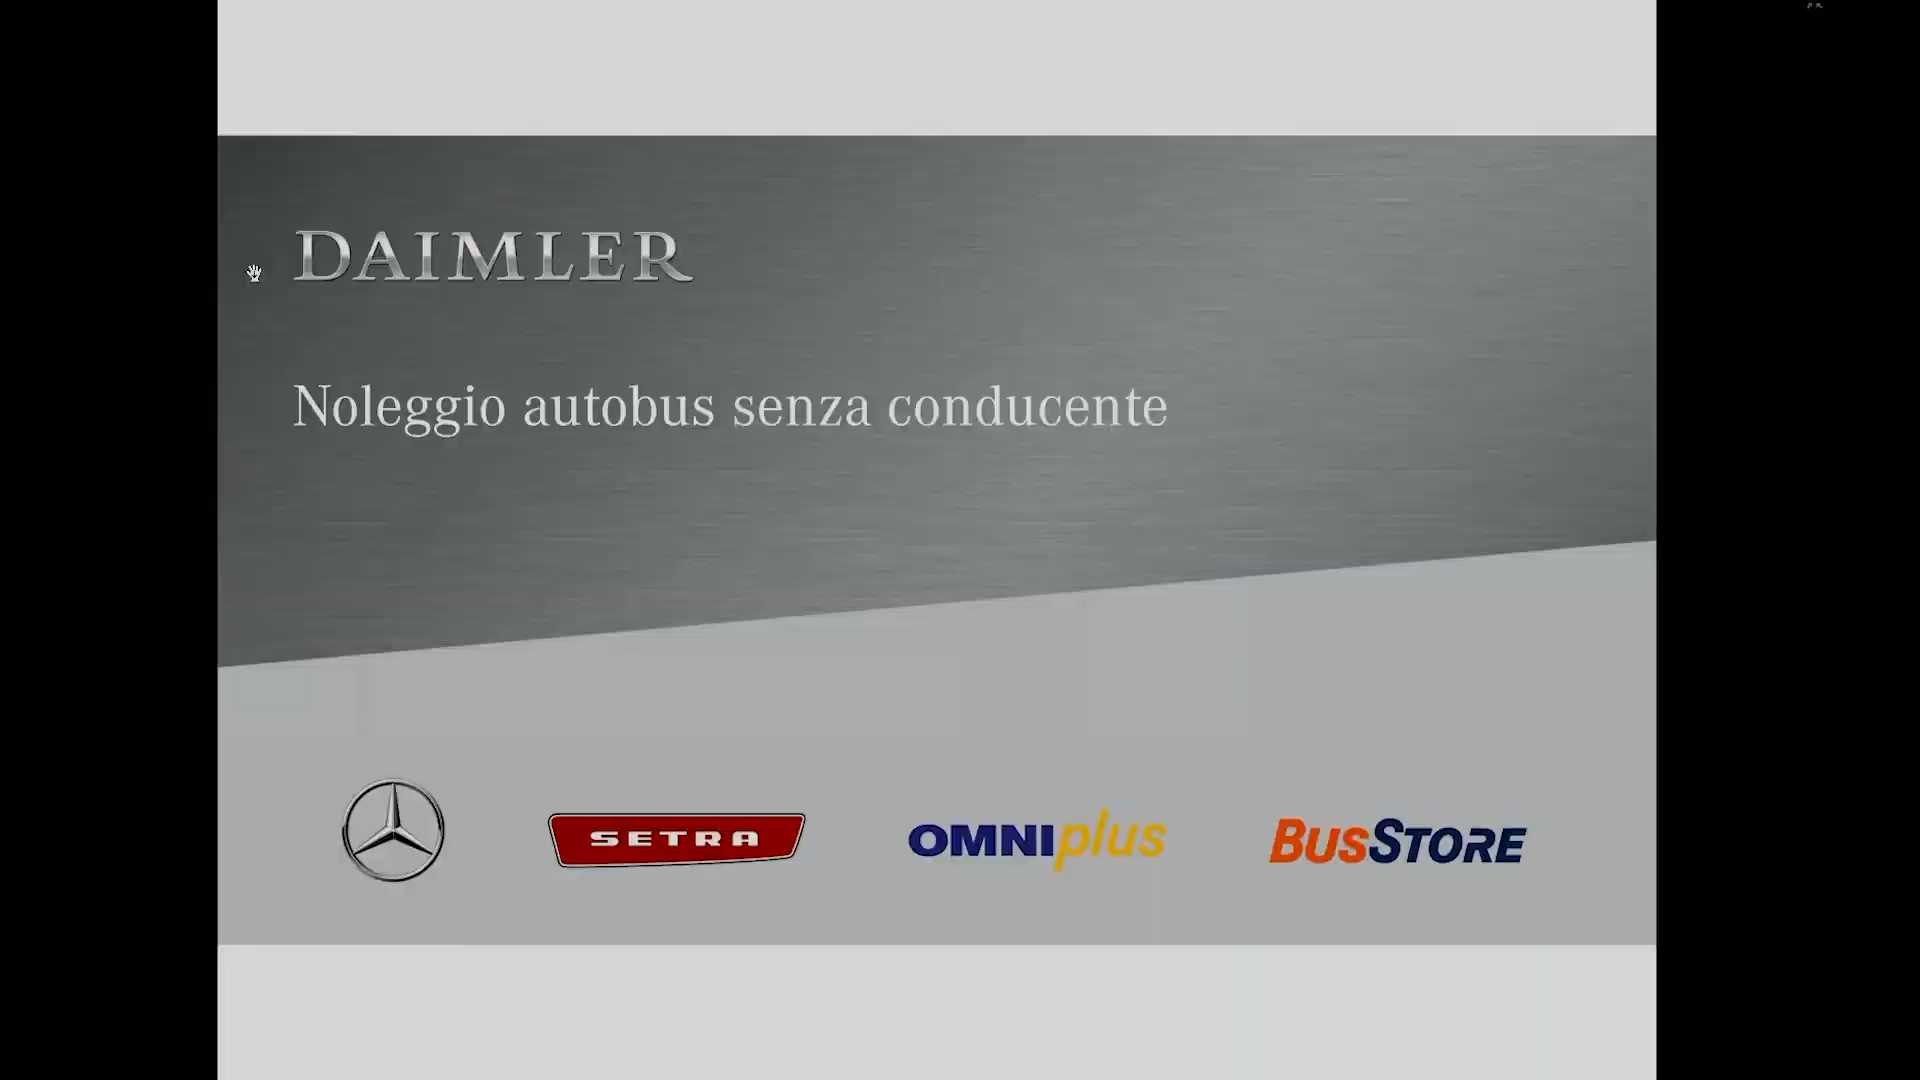 DAIMLER
Noleggio autobus senza conducente
SETRA
OMNIplus
BUSSTORE